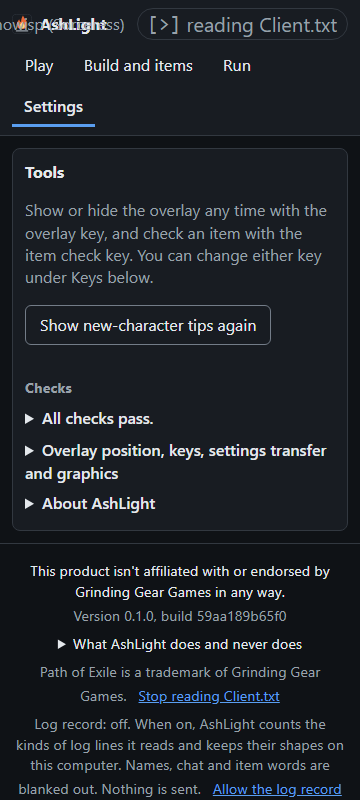 AshLight
[>] reading Client.txt
Play Build and items Run
Settings
Tools
Show or hide the overlay any time with the
overlay key, and check an item with the
item check key. You can change either key
under Keys below.
Show new-character tips again
Checks
▶ All checks pass.
▶ Overlay position, keys, settings transfer
and graphics
▶ About AshLight
This product isn't affiliated with or endorsed by
Grinding Gear Games in any way.
Version 0.1.0, build 59aa189b65f0
▶ What AshLight does and never does
Path of Exile is a trademark of Grinding Gear
Games. Stop reading Client.txt
Log record: off. When on, AshLight counts the
kinds of log lines it reads and keeps their shapes on
this computer. Names, chat and item words are
blanked out. Nothing is sent. Allow the log record